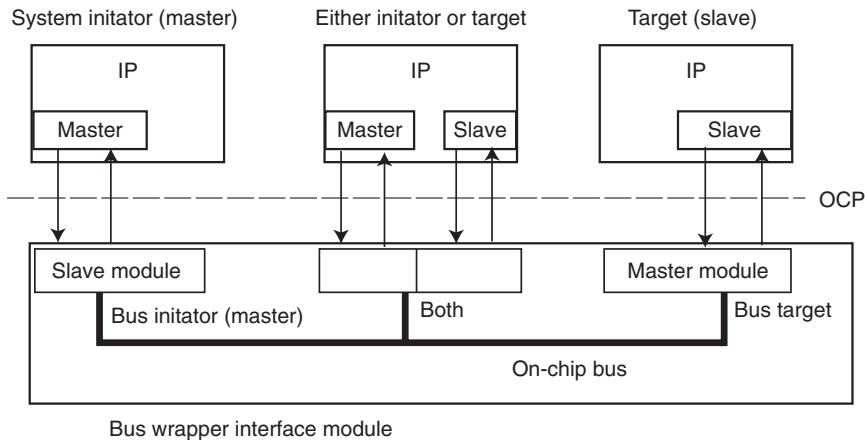 System initator (master)
Either initator or target
Target (slave)
IP
IP
IP
Master
Master
Slave
Slave
OCP
Slave module
Master module
Bus initator (master)
Both
Bus target
On-chip bus
Bus wrapper interface module